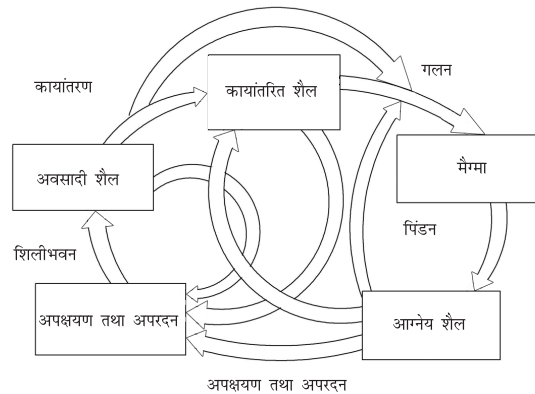 गलन
कायांतरण
कायांतरित शैल
मैग्मा
अवसादी शैल
पिंडन
शिलीभवन
अपक्षयण तथा अपरदन
आग्नेय शैल
अपक्षयण तथा अपरदन